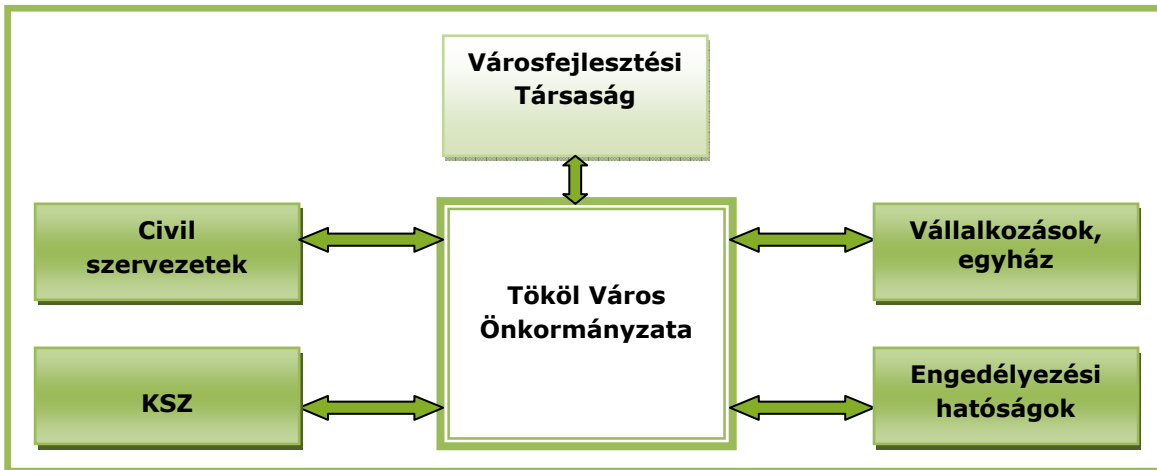 Városfejlesztési
Társaság
Civil
szervezetek
Vállalkozások,
egyház
Tököl Város
Önkormányzata
KSZ
Engedélyezési
hatóságok